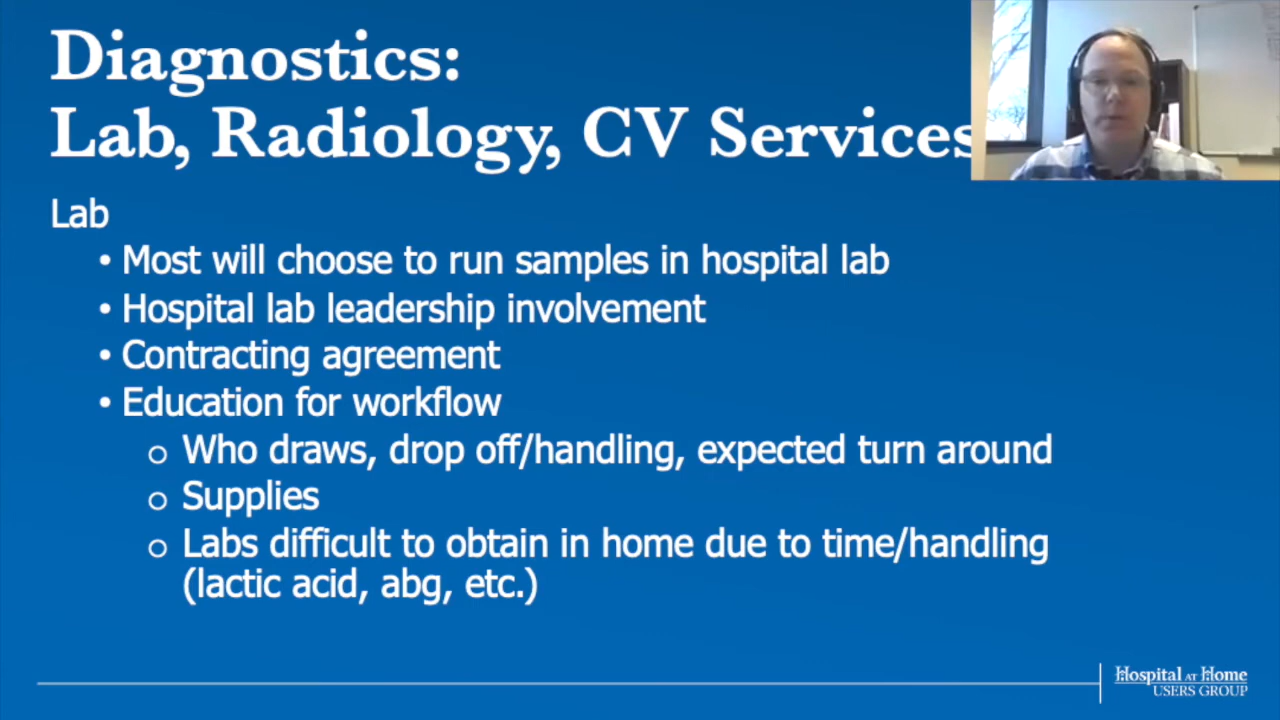 Diagnostics:
Lab, Radiology, CV Services
Lab
• Most will choose to run samples in hospital lab
• Hospital lab leadership involvement
• Contracting agreement
• Education for workflow
o Who draws, drop off/handling, expected turn around
o Supplies
o Labs difficult to obtain in home due to time/handling
(lactic acid, abg, etc.)
Hospital AT Home
USERS GROUP